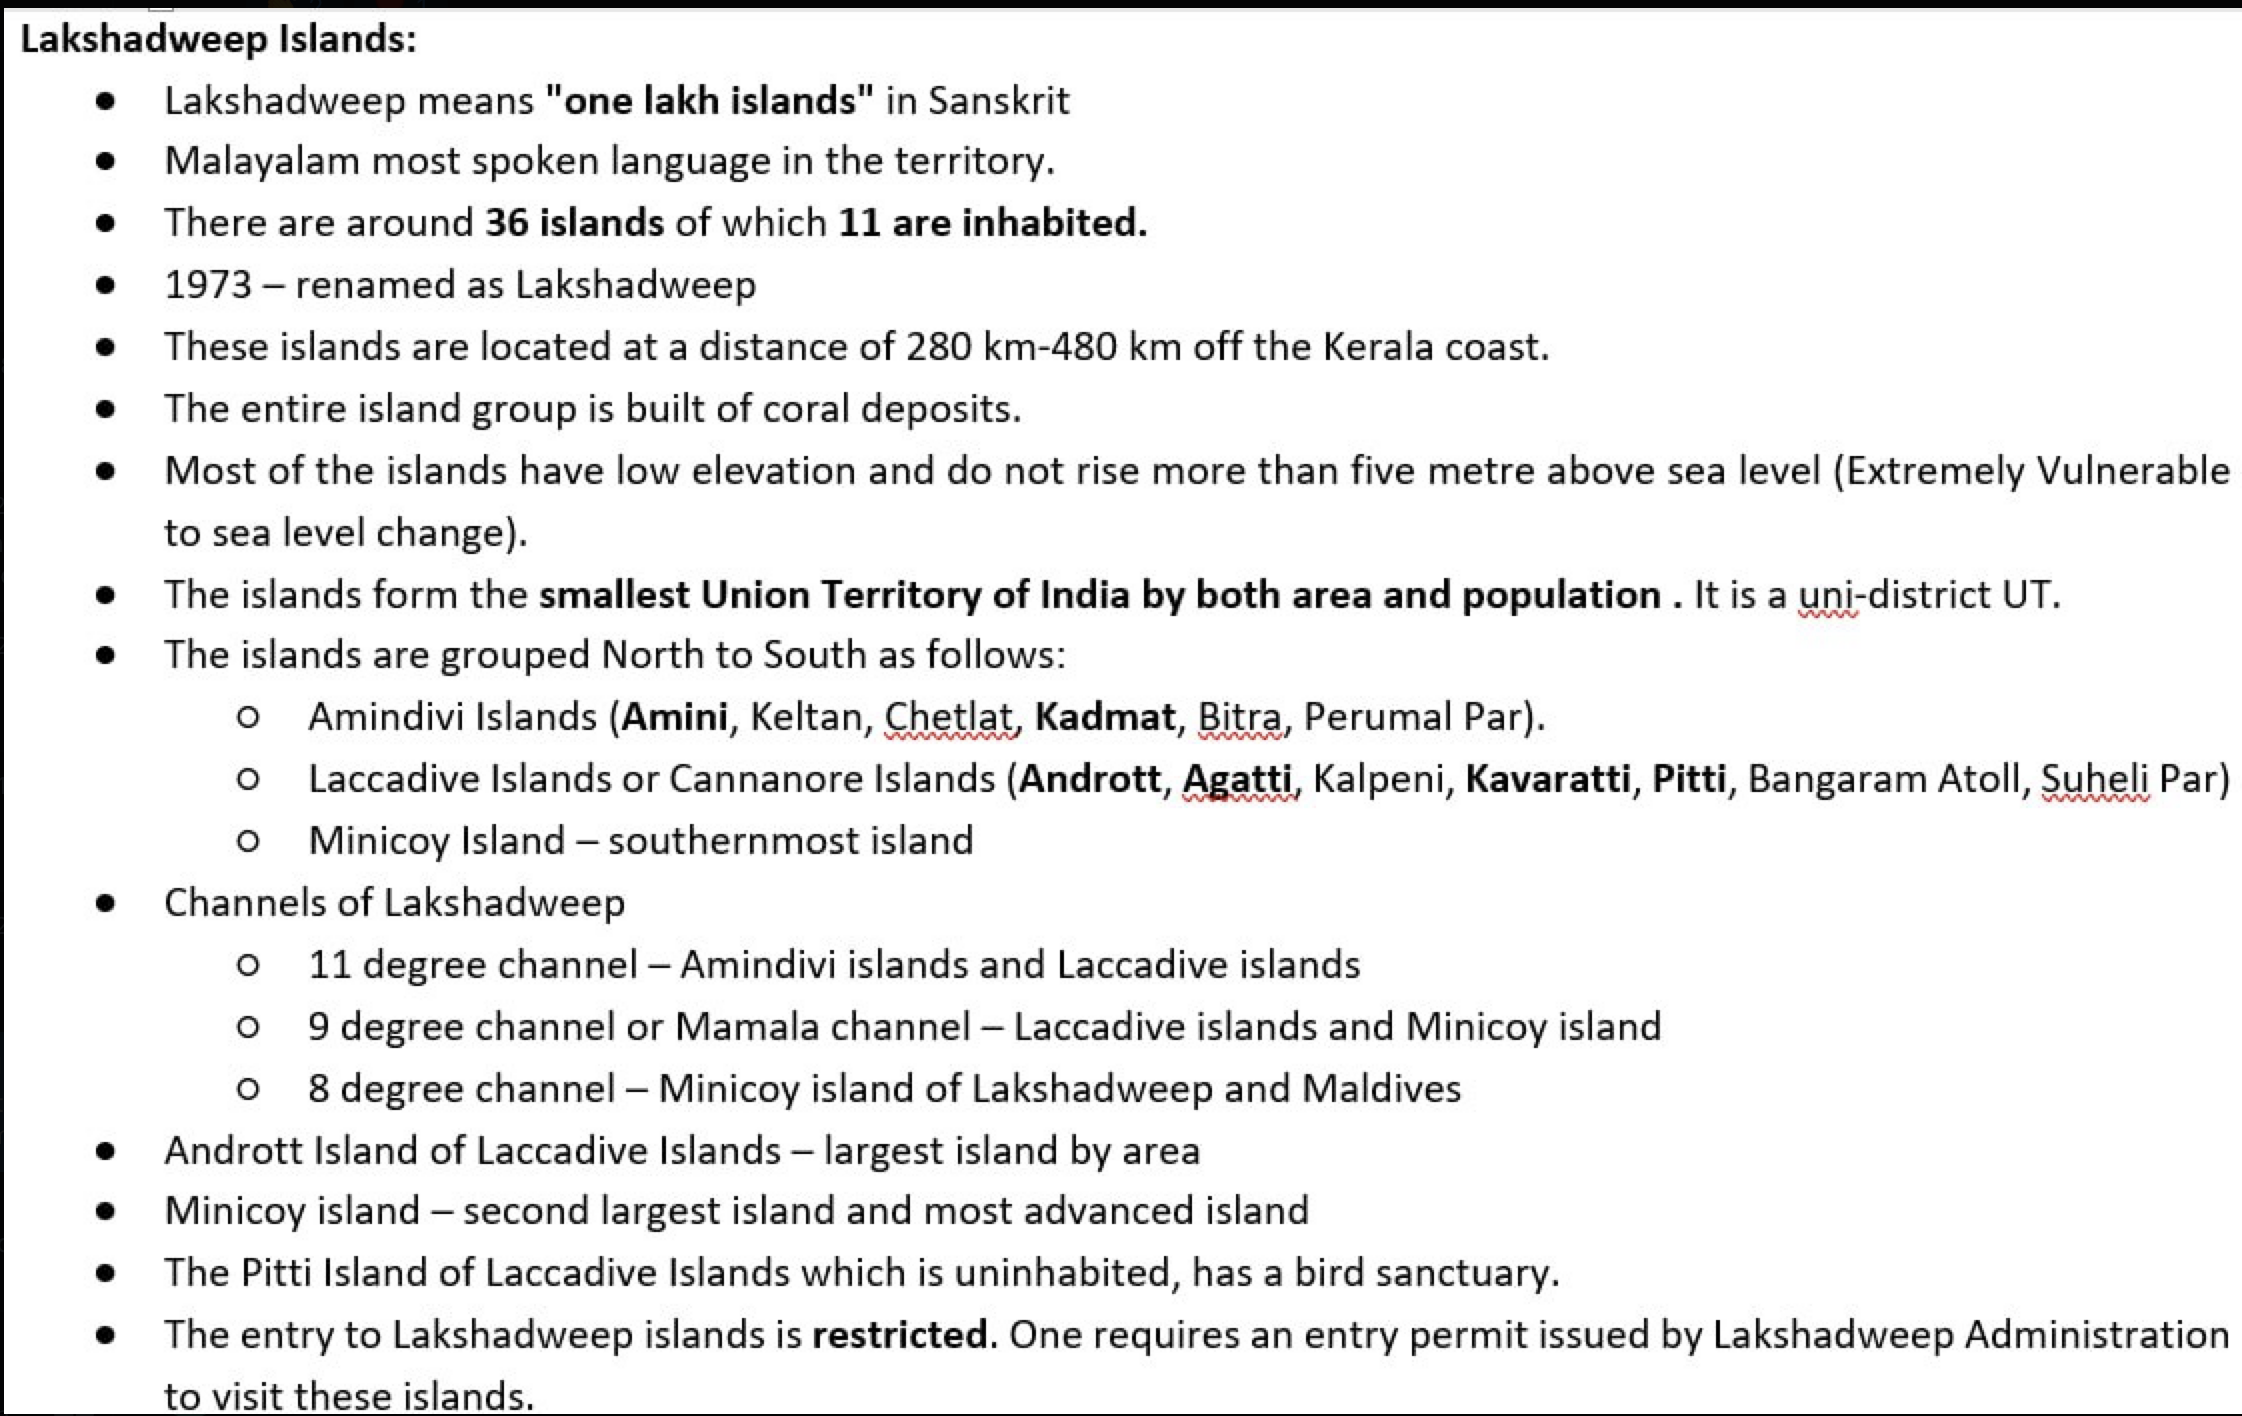 Lakshadweep Islands:
● Lakshadweep means "one lakh islands" in Sanskrit
● Malayalam most spoken language in the territory.
● There are around 36 islands of which 11 are inhabited.
● 1973 – renamed as Lakshadweep
● These islands are located at a distance of 280 km-480 km off the Kerala coast.
● The entire island group is built of coral deposits.
● Most of the islands have low elevation and do not rise more than five metre above sea level (Extremely Vulnerable
to sea level change).
● The islands form the smallest Union Territory of India by both area and population . It is a uni-district UT.
● The islands are grouped North to South as follows:
○ Amindivi Islands (Amini, Keltan, Chetlat, Kadmat, Bitra, Perumal Par).
○ Laccadive Islands or Cannanore Islands (Andrott, Agatti, Kalpeni, Kavaratti, Pitti, Bangaram Atoll, Suheli Par)
○ Minicoy Island – southernmost island
● Channels of Lakshadweep
○ 11 degree channel – Amindivi islands and Laccadive islands
○ 9 degree channel or Mamala channel – Laccadive islands and Minicoy island
○ 8 degree channel – Minicoy island of Lakshadweep and Maldives
● Andrott Island of Laccadive Islands – largest island by area
● Minicoy island – second largest island and most advanced island
● The Pitti Island of Laccadive Islands which is uninhabited, has a bird sanctuary.
● The entry to Lakshadweep islands is restricted. One requires an entry permit issued by Lakshadweep Administration
to visit these islands.